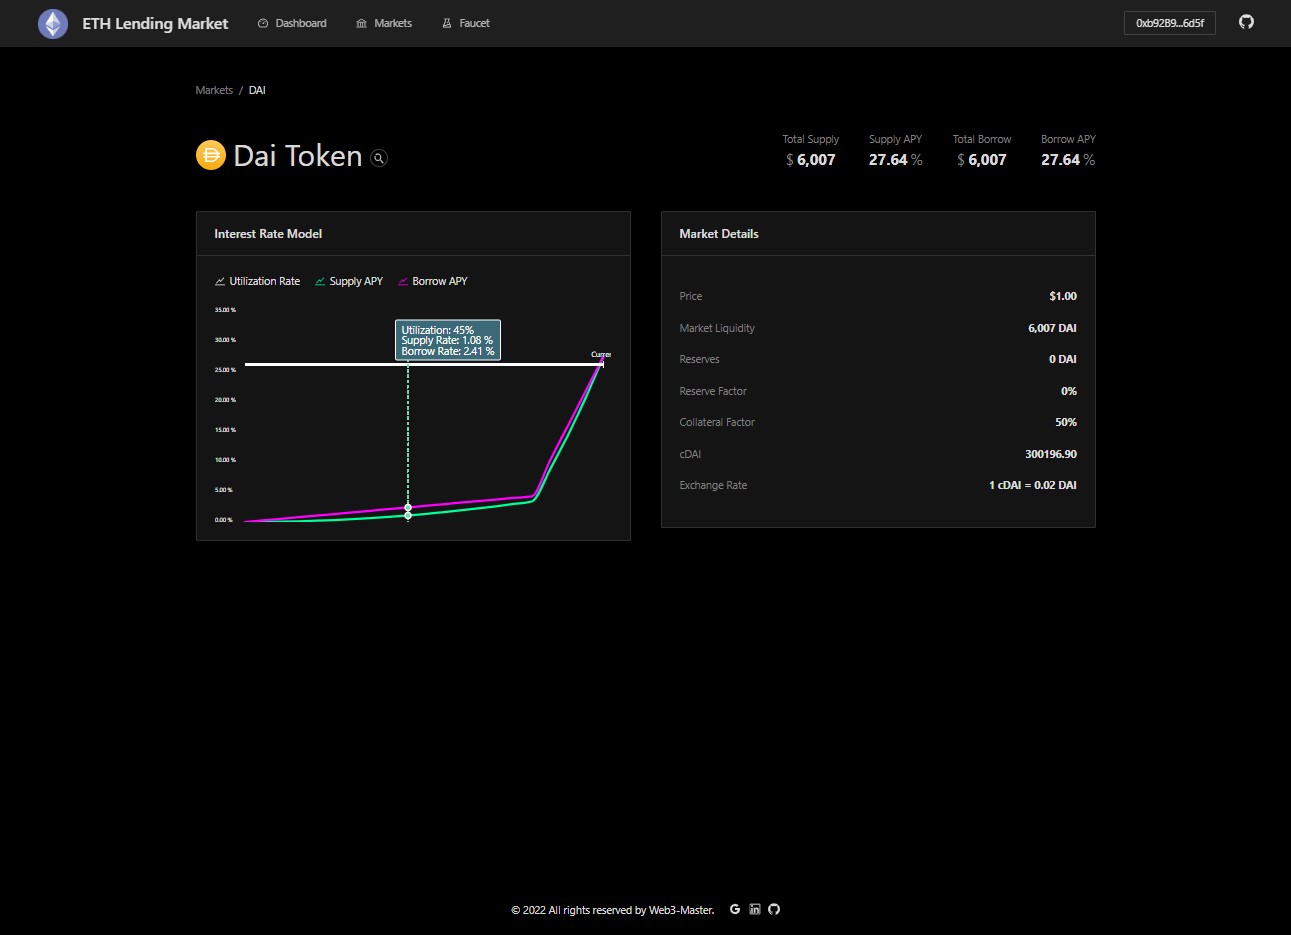 ETH Lending Market Dashboard Markets Faucet 0xb92B9...6d5f
Markets / DAI
Dai Token
Total Supply Supply APY Total Borrow Borrow APY
$ 6,007 27.64 % $ 6,007 27.64 %
Interest Rate Model
Utilization Rate Supply APY Borrow APY
35.00 %
30.00 %
25.00 %
20.00 %
15.00 %
10.00 %
5.00 %
0.00 %
Utilization: 45%
Supply Rate: 1.08 %
Borrow Rate: 2.41 %
Curren
Market Details
Price $1.00
Market Liquidity 6,007 DAI
Reserves 0 DAI
Reserve Factor 0%
Collateral Factor 50%
cDAI 300196.90
Exchange Rate 1 cDAI = 0.02 DAI
© 2022 All rights reserved by Web3-Master.